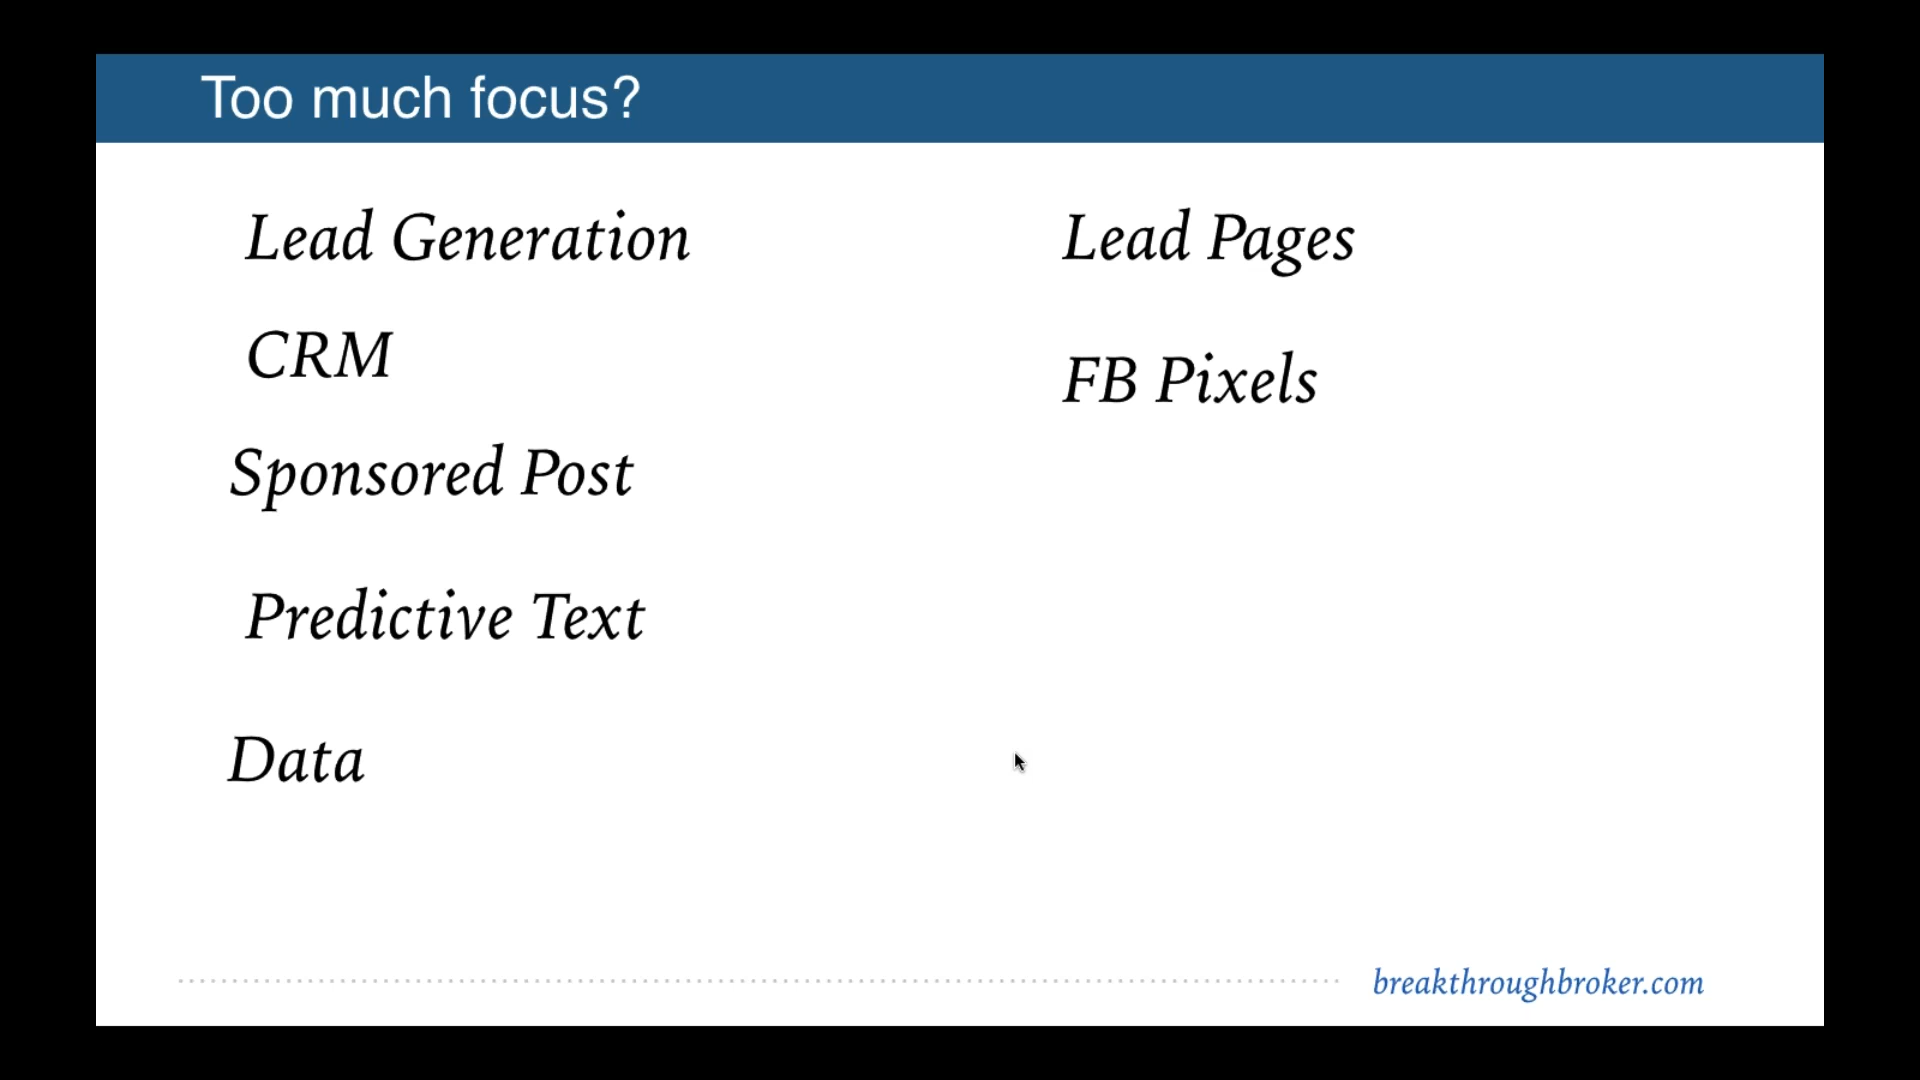 Too much focus?
Lead Generation
CRM
Sponsored Post
Predictive Text
Data
Lead Pages
FB Pixels
breakthroughbroker.com